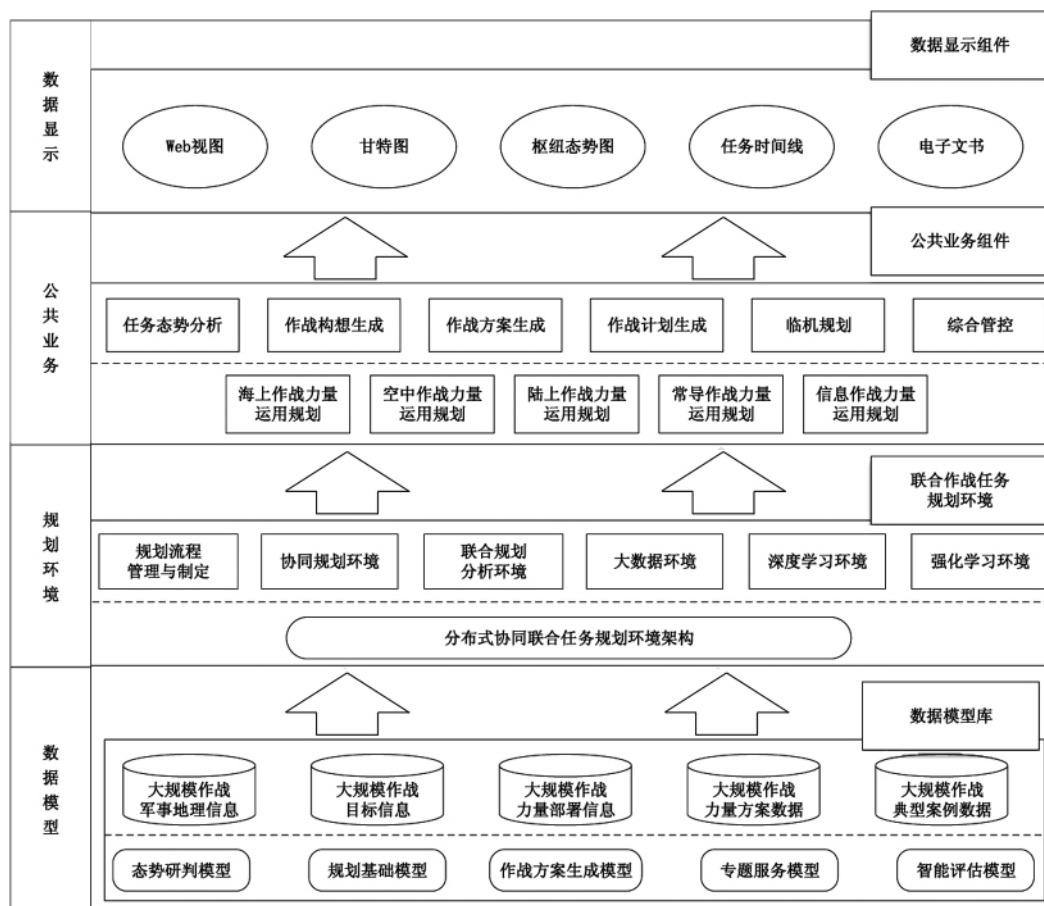 数据显示组件
数据显示
Web视图
甘特图
枢纽态势图
任务时间线
电子文书
公共业务组件
公共业务
任务态势分析
作战构想生成
作战方案生成
作战计划生成
临机规划
综合管控
海上作战力量
运用规划
空中作战力量
运用规划
陆上作战力量
运用规划
常导作战力量
运用规划
信息作战力量
运用规划
联合作战任务
规划环境
规划环境
规划流程
管理与制定
协同规划环境
联合规划
分析环境
大数据环境
深度学习环境
强化学习环境
分布式协同联合任务规划环境架构
数据模型库
数据模型
大规模作战
军事地理信息
大规模作战
目标信息
大规模作战
力量部署信息
大规模作战
力量方案数据
大规模作战
典型案例数据
态势研判模型
规划基础模型
作战方案生成模型
专题服务模型
智能评估模型